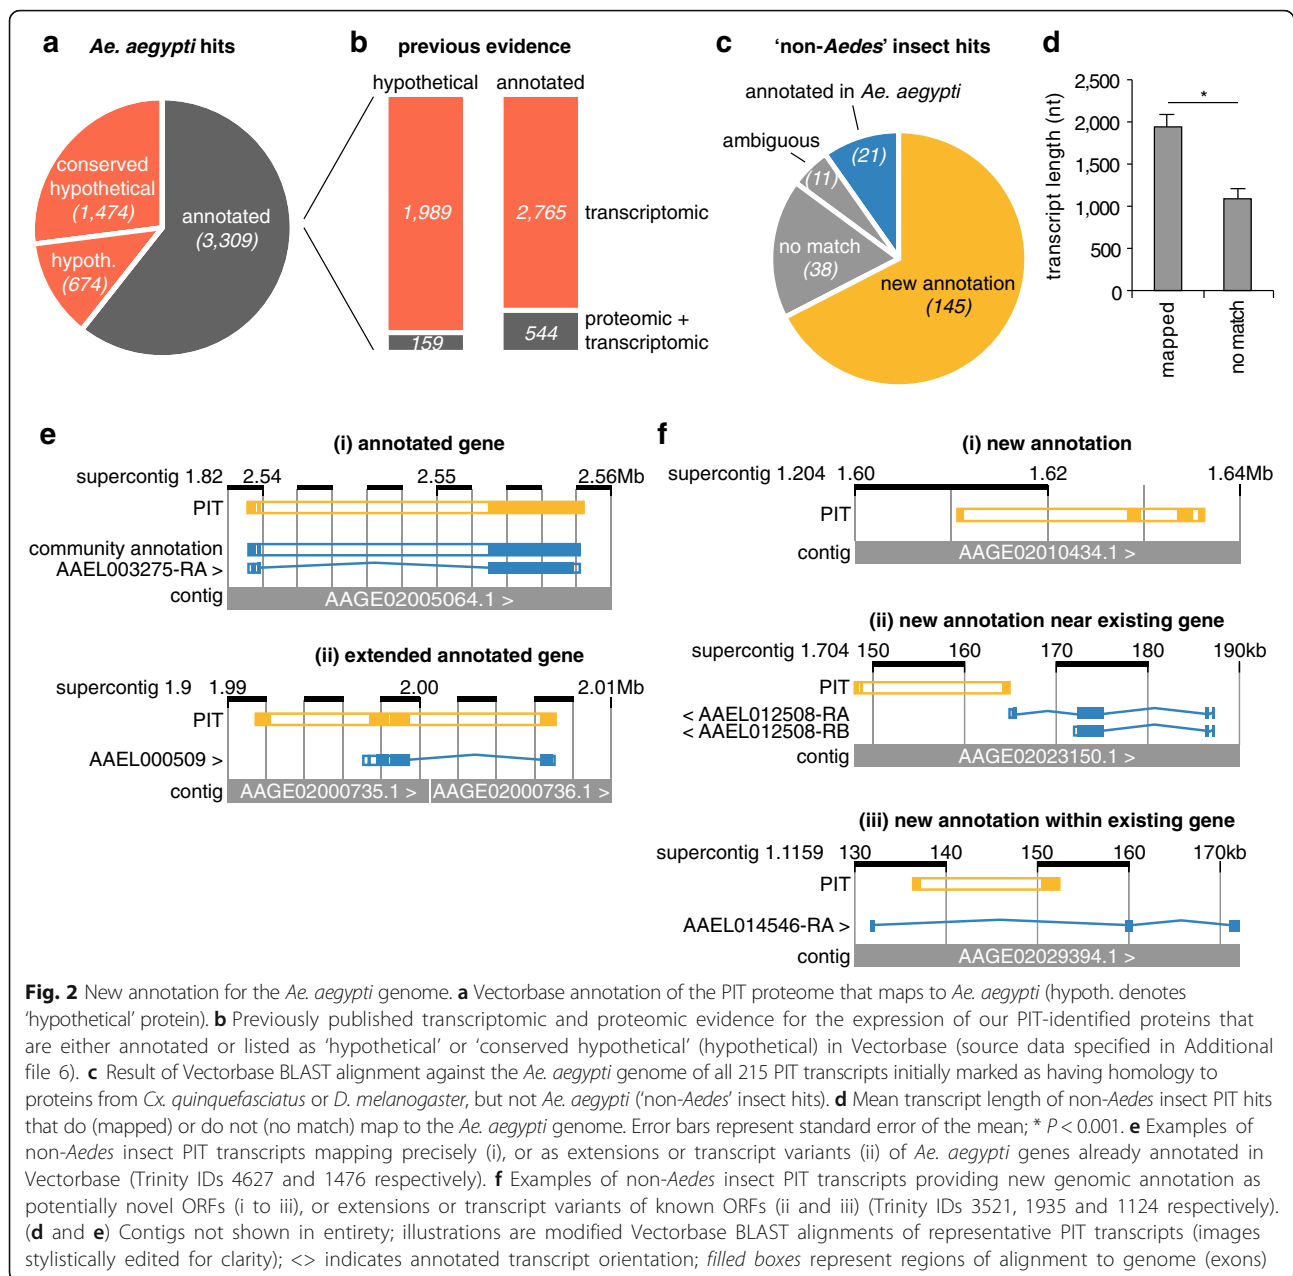 a Ae. aegypti hits
conserved
hypothetical
(1,474)
hypoth.
(674)
annotated
(3,309)
b previous evidence
hypothetical annotated
1,989
2,765
transcriptomic
159
544
proteomic +
transcriptomic
c ‘non-Aedes’ insect hits
annotated in Ae. aegypti
ambiguous
(21)
(11)
no match
(38)
new annotation
(145)
d
transcript length (nt)
2,500
2,000
1,500
1,000
500
0
*
mapped
no match
e
(i) annotated gene
supercontig 1.82 2.54 2.55 2.56Mb
PIT
community annotation
AAEL003275-RA >
contig AAGE02005064.1 >
(ii) extended annotated gene
supercontig 1.9 1.99 2.00 2.01Mb
PIT
AAEL000509 >
contig AAGE02000735.1 > AAGE02000736.1 >
f
(i) new annotation
supercontig 1.204 1.60 1.62 1.64Mb
PIT
contig AAGE02010434.1 >
(ii) new annotation near existing gene
supercontig 1.704 150 160 170 180 190kb
PIT
< AAEL012508-RA
< AAEL012508-RB
contig AAGE02023150.1 >
(iii) new annotation within existing gene
supercontig 1.1159 130 140 150 160 170kb
PIT
AAEL014546-RA >
contig AAGE02029394.1 >
Fig. 2 New annotation for the Ae. aegypti genome. a Vectorbase annotation of the PIT proteome that maps to Ae. aegypti (hypoth. denotes
‘hypothetical’ protein). b Previously published transcriptomic and proteomic evidence for the expression of our PIT-identified proteins that
are either annotated or listed as ‘hypothetical’ or ‘conserved hypothetical’ (hypothetical) in Vectorbase (source data specified in Additional
file 6). c Result of Vectorbase BLAST alignment against the Ae. aegypti genome of all 215 PIT transcripts initially marked as having homology to
proteins from Cx. quinquefasciatus or D. melanogaster, but not Ae. aegypti (‘non-Aedes’ insect hits). d Mean transcript length of non-Aedes insect PIT hits
that do (mapped) or do not (no match) map to the Ae. aegypti genome. Error bars represent standard error of the mean; * P < 0.001. e Examples of
non-Aedes insect PIT transcripts mapping precisely (i), or as extensions or transcript variants (ii) of Ae. aegypti genes already annotated in
Vectorbase (Trinity IDs 4627 and 1476 respectively). f Examples of non-Aedes insect PIT transcripts providing new genomic annotation as
potentially novel ORFs (i to iii), or extensions or transcript variants of known ORFs (ii and iii) (Trinity IDs 3521, 1935 and 1124 respectively).
(d and e) Contigs not shown in entirety; illustrations are modified Vectorbase BLAST alignments of representative PIT transcripts (images
stylistically edited for clarity); <> indicates annotated transcript orientation; filled boxes represent regions of alignment to genome (exons)